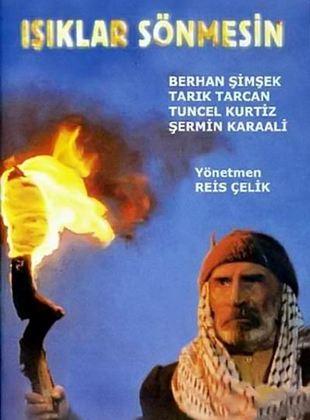 IŞIKLAR SÖNMESİN
BERHAN ŞİMŞEK
TARIK TARCAN
TUNCEL KURTİZ
ŞERMİN KARAALİ
Yönetmen
REİS ÇELİK